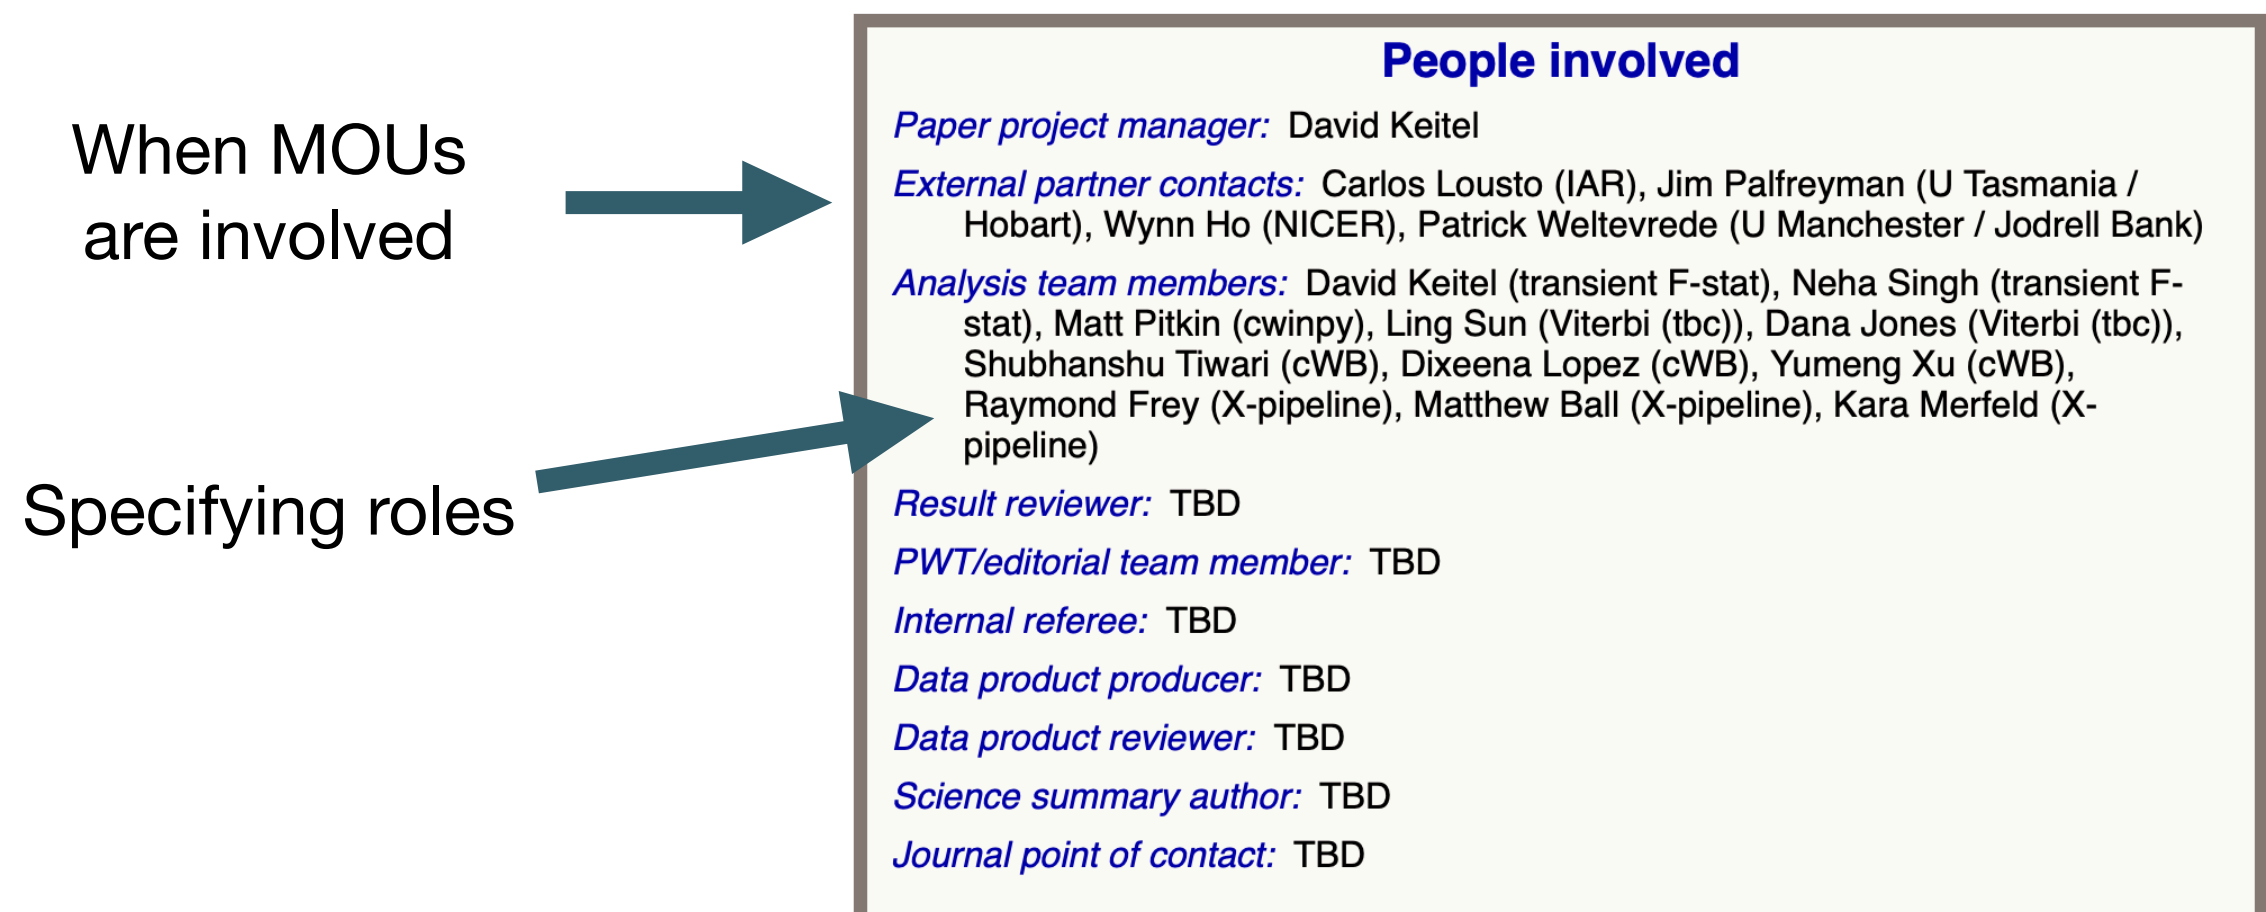 When MOUs
are involved
Specifying roles
People involved
Paper project manager: David Keitel
External partner contacts: Carlos Lousto (IAR), Jim Palfreyman (U Tasmania /
Hobart), Wynn Ho (NICER), Patrick Weltevrede (U Manchester / Jodrell Bank)
Analysis team members: David Keitel (transient F-stat), Neha Singh (transient F-
stat), Matt Pitkin (cwinpy), Ling Sun (Viterbi (tbc)), Dana Jones (Viterbi (tbc)),
Shubhanshu Tiwari (cWB), Dixeena Lopez (cWB), Yumeng Xu (cWB),
Raymond Frey (X-pipeline), Matthew Ball (X-pipeline), Kara Merfeld (X-
pipeline)
Result reviewer: TBD
PWT/editorial team member: TBD
Internal referee: TBD
Data product producer: TBD
Data product reviewer: TBD
Science summary author: TBD
Journal point of contact: TBD